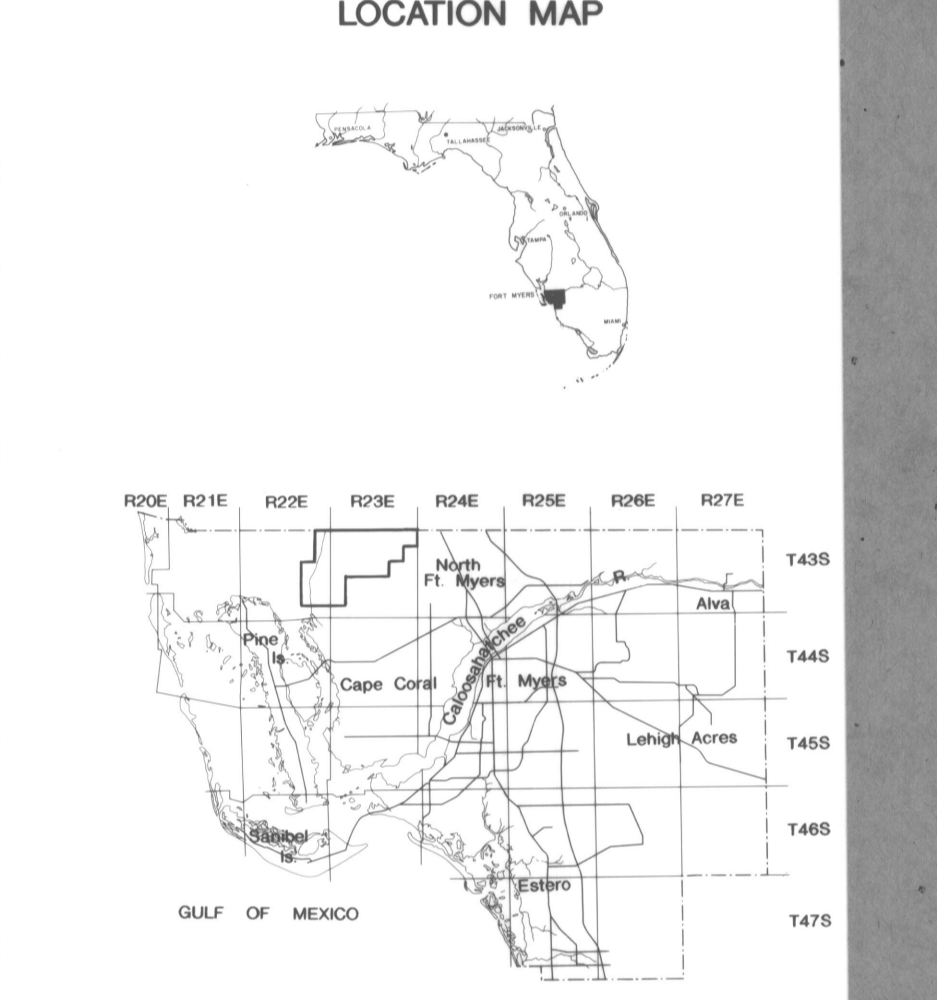 LOCATION MAP
PENSACOLA
JACKSONVILLE
TALLAHASSEE
ORLANDO
TAMPA
FORT MYERS
MIAMI
R20E R21E R22E R23E R24E R25E R26E R27E
T43S
North
Ft. Myers
R.
Alva
Pine
Is.
Caloosahatchee
T44S
Cape Coral
Ft. Myers
Lehigh Acres
T45S
Sanibel
Is.
T46S
Estero
GULF OF MEXICO
T47S